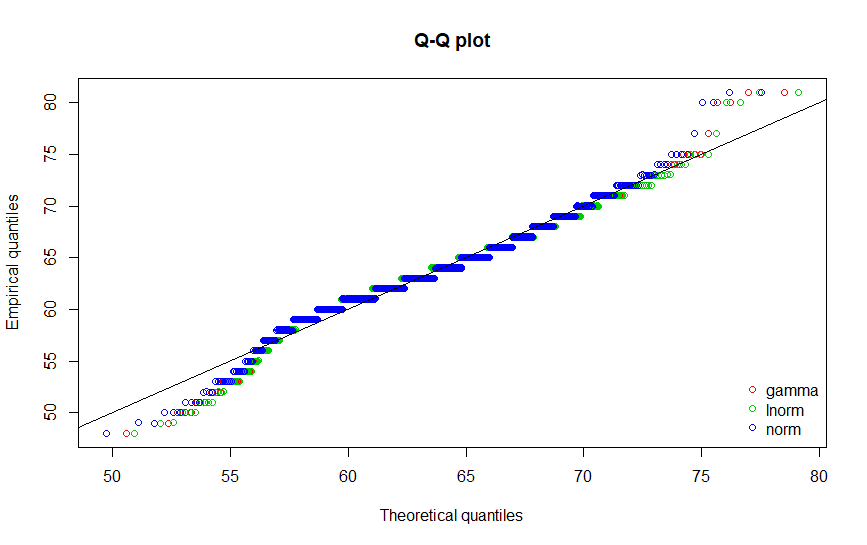 Q-Q plot
Empirical quantiles
80
75
70
65
60
55
50
gamma
lnorm
norm
50 55 60 65 70 75 80
Theoretical quantiles